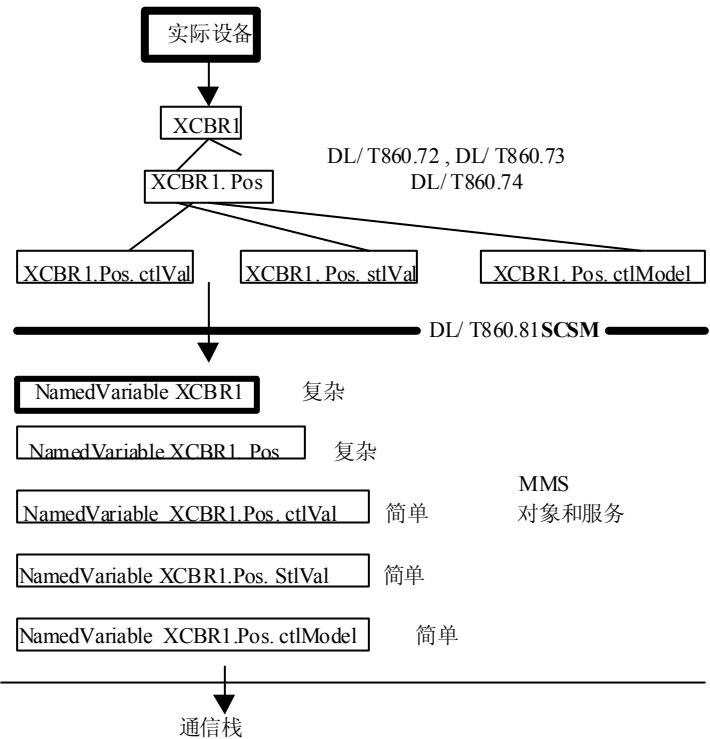 实际设备
XCBR1
DL/T860.72 , DL/T860.73
XCBR1. Pos
DL/T860.74
XCBR1.Pos. ctlVal
XCBR1. Pos. stlVal
XCBR1. Pos. ctlModel
DL/ T860.81SCSM
NamedVariable XCBR1
复杂
NamedVariable XCBR1. Pos
复杂
MMS
NamedVariable XCBR1.Pos. ctlVal
简单
对象和服务
NamedVariable XCBR1.Pos. StlVal
简单
NamedVariable XCBR1.Pos. ctlModel
简单
通信栈